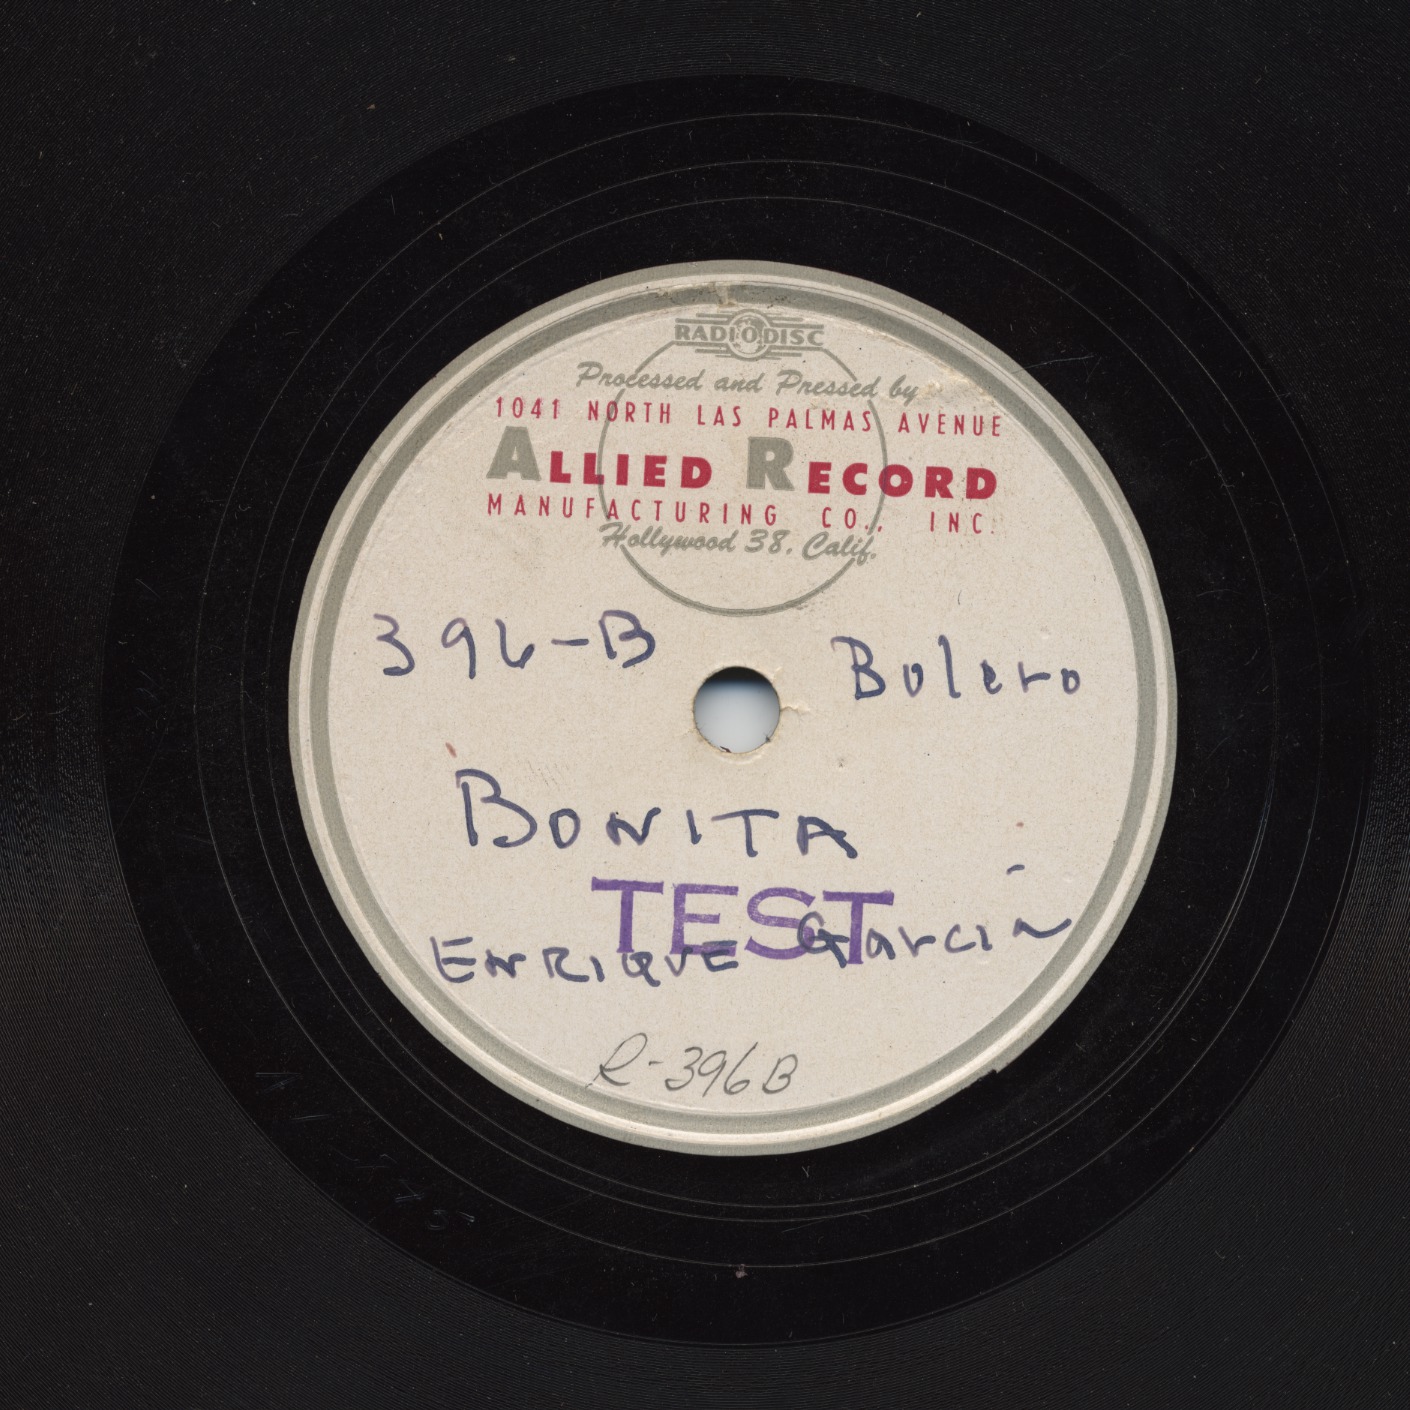 RADIODISC
Processed and Pressed by
1041 NORTH LAS PALMAS AVENUE
ALLIED RECORD
MANUFACTURING CO., INC.
Hollywood 38, Calif.
396-B Bolero
BONITA
TEST
ENRIQUE Garcia
R-396B